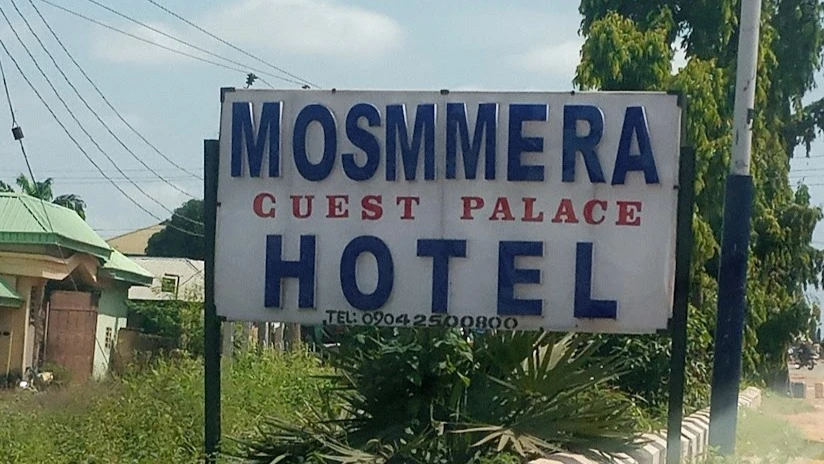 MOSMMERA
GUEST PALACE
HOTEL
TEL: 09042500800